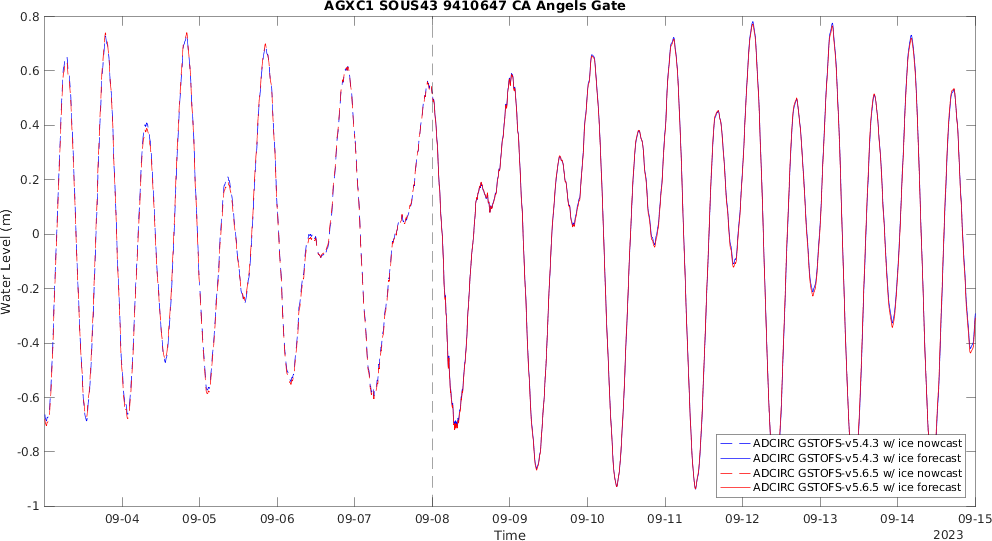 AGXC1 SOUS43 9410647 CA Angels Gate
Water Level (m)
0.8
0.6
0.4
0.2
0
-0.2
-0.4
-0.6
-0.8
-1
ADCIRC GSTOFS-v5.4.3 w/ ice nowcast
ADCIRC GSTOFS-v5.4.3 w/ ice forecast
ADCIRC GSTOFS-v5.6.5 w/ ice nowcast
ADCIRC GSTOFS-v5.6.5 w/ ice forecast
09-04 09-05 09-06 09-07 09-08 09-09 09-10 09-11 09-12 09-13 09-14 09-15
Time
2023